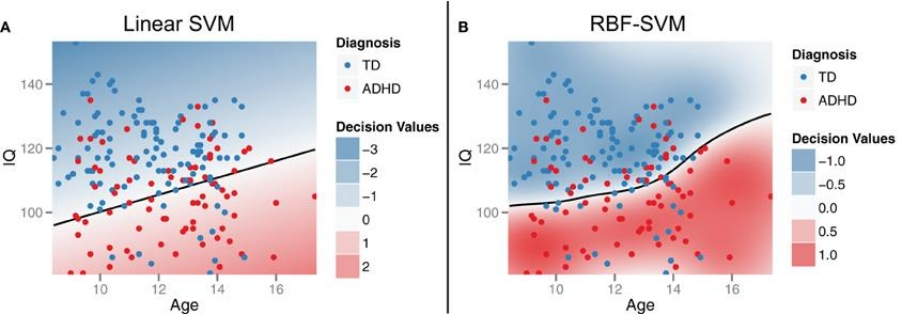 A
Linear SVM
IQ
140
120
100
10
12
14
16
Age
Diagnosis
TD
ADHD
Decision Values
−3
−2
−1
0
1
2
B
RBF-SVM
IQ
140
120
100
10
12
14
16
Age
Diagnosis
TD
ADHD
Decision Values
−1.0
−0.5
0.0
0.5
1.0